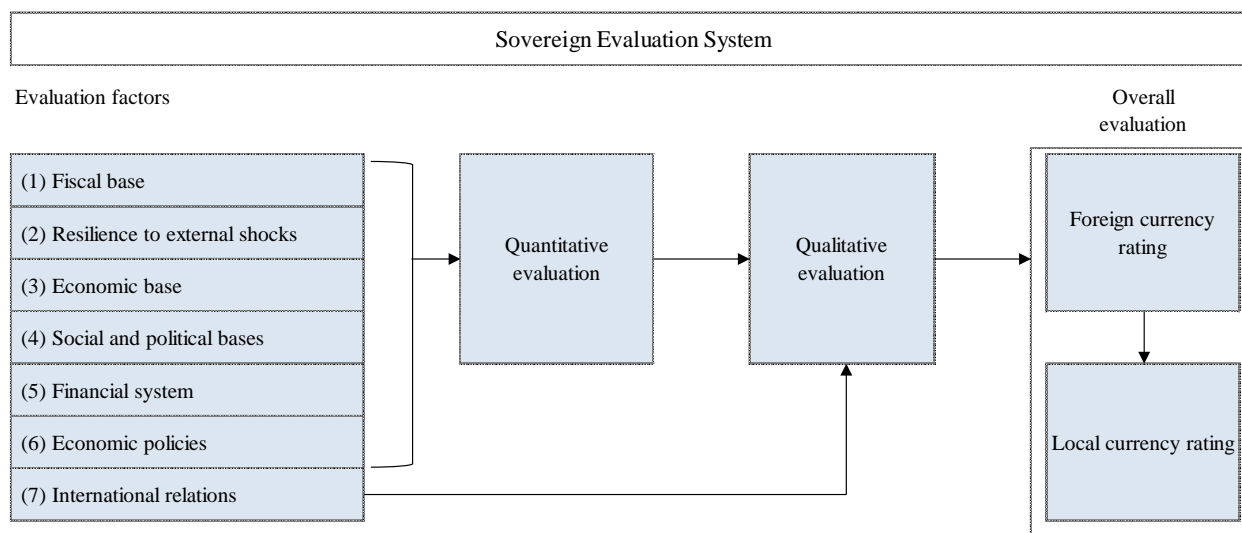 Sovereign Evaluation System
Evaluation factors
Overall
evaluation
(1) Fiscal base
(2) Resilience to external shocks
(3) Economic base
(4) Social and political bases
(5) Financial system
(6) Economic policies
(7) International relations
Quantitative
evaluation
Qualitative
evaluation
Foreign currency
rating
Local currency rating